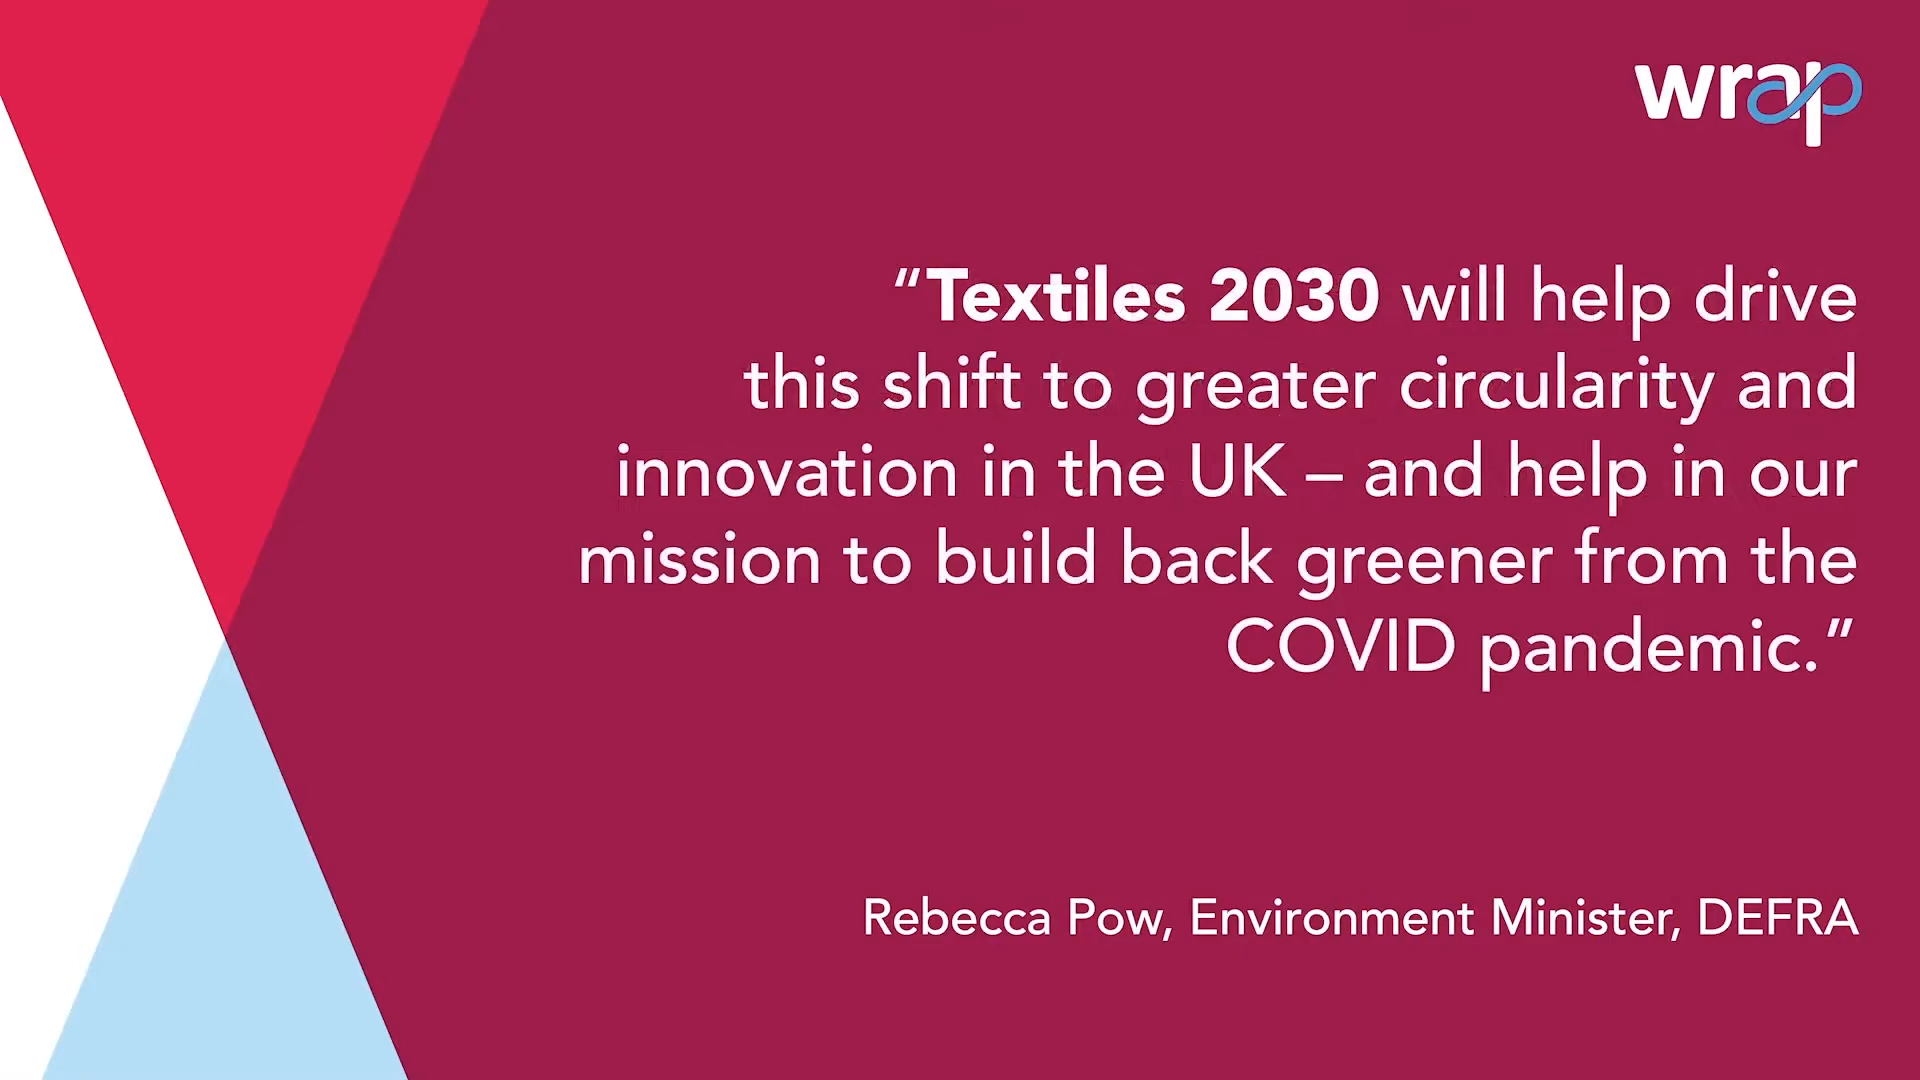 wrap
“Textiles 2030 will help drive
this shift to greater circularity and
innovation in the UK – and help in our
mission to build back greener from the
COVID pandemic.”
Rebecca Pow, Environment Minister, DEFRA